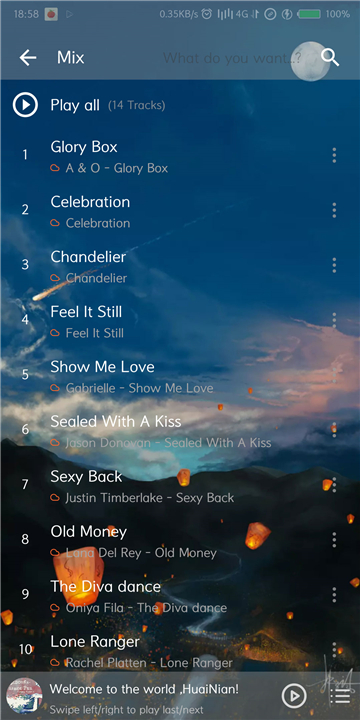 18:58 0.35KB/s 4G 100%
Mix What do you want...?
Play all (14 Tracks)
1 Glory Box
A & O - Glory Box
2 Celebration
Celebration
3 Chandelier
Chandelier
4 Feel It Still
Feel It Still
5 Show Me Love
Gabrielle - Show Me Love
6 Sealed With A Kiss
Jason Donovan - Sealed With A Kiss
7 Sexy Back
Justin Timberlake - Sexy Back
8 Old Money
Lana Del Rey - Old Money
9 The Diva dance
Oniya Fila - The Diva dance
10 Lone Ranger
Rachel Platten - Lone Ranger
Welcome to the world ,HuaiNian!
Swipe left/right to play last/next